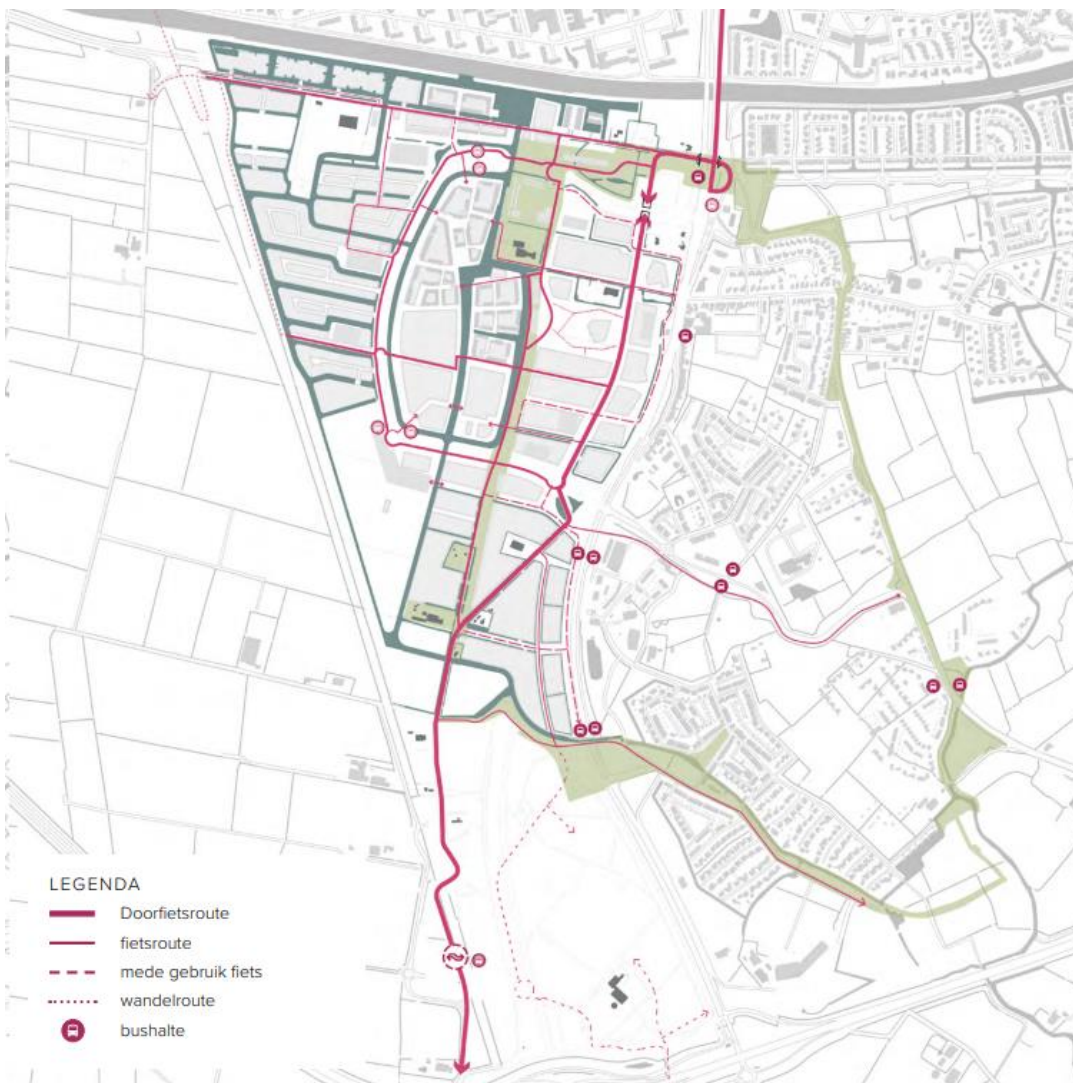 LEGENDA
Doorfietsroute
fietsroute
mede gebruik fiets
wandelroute
bushalte